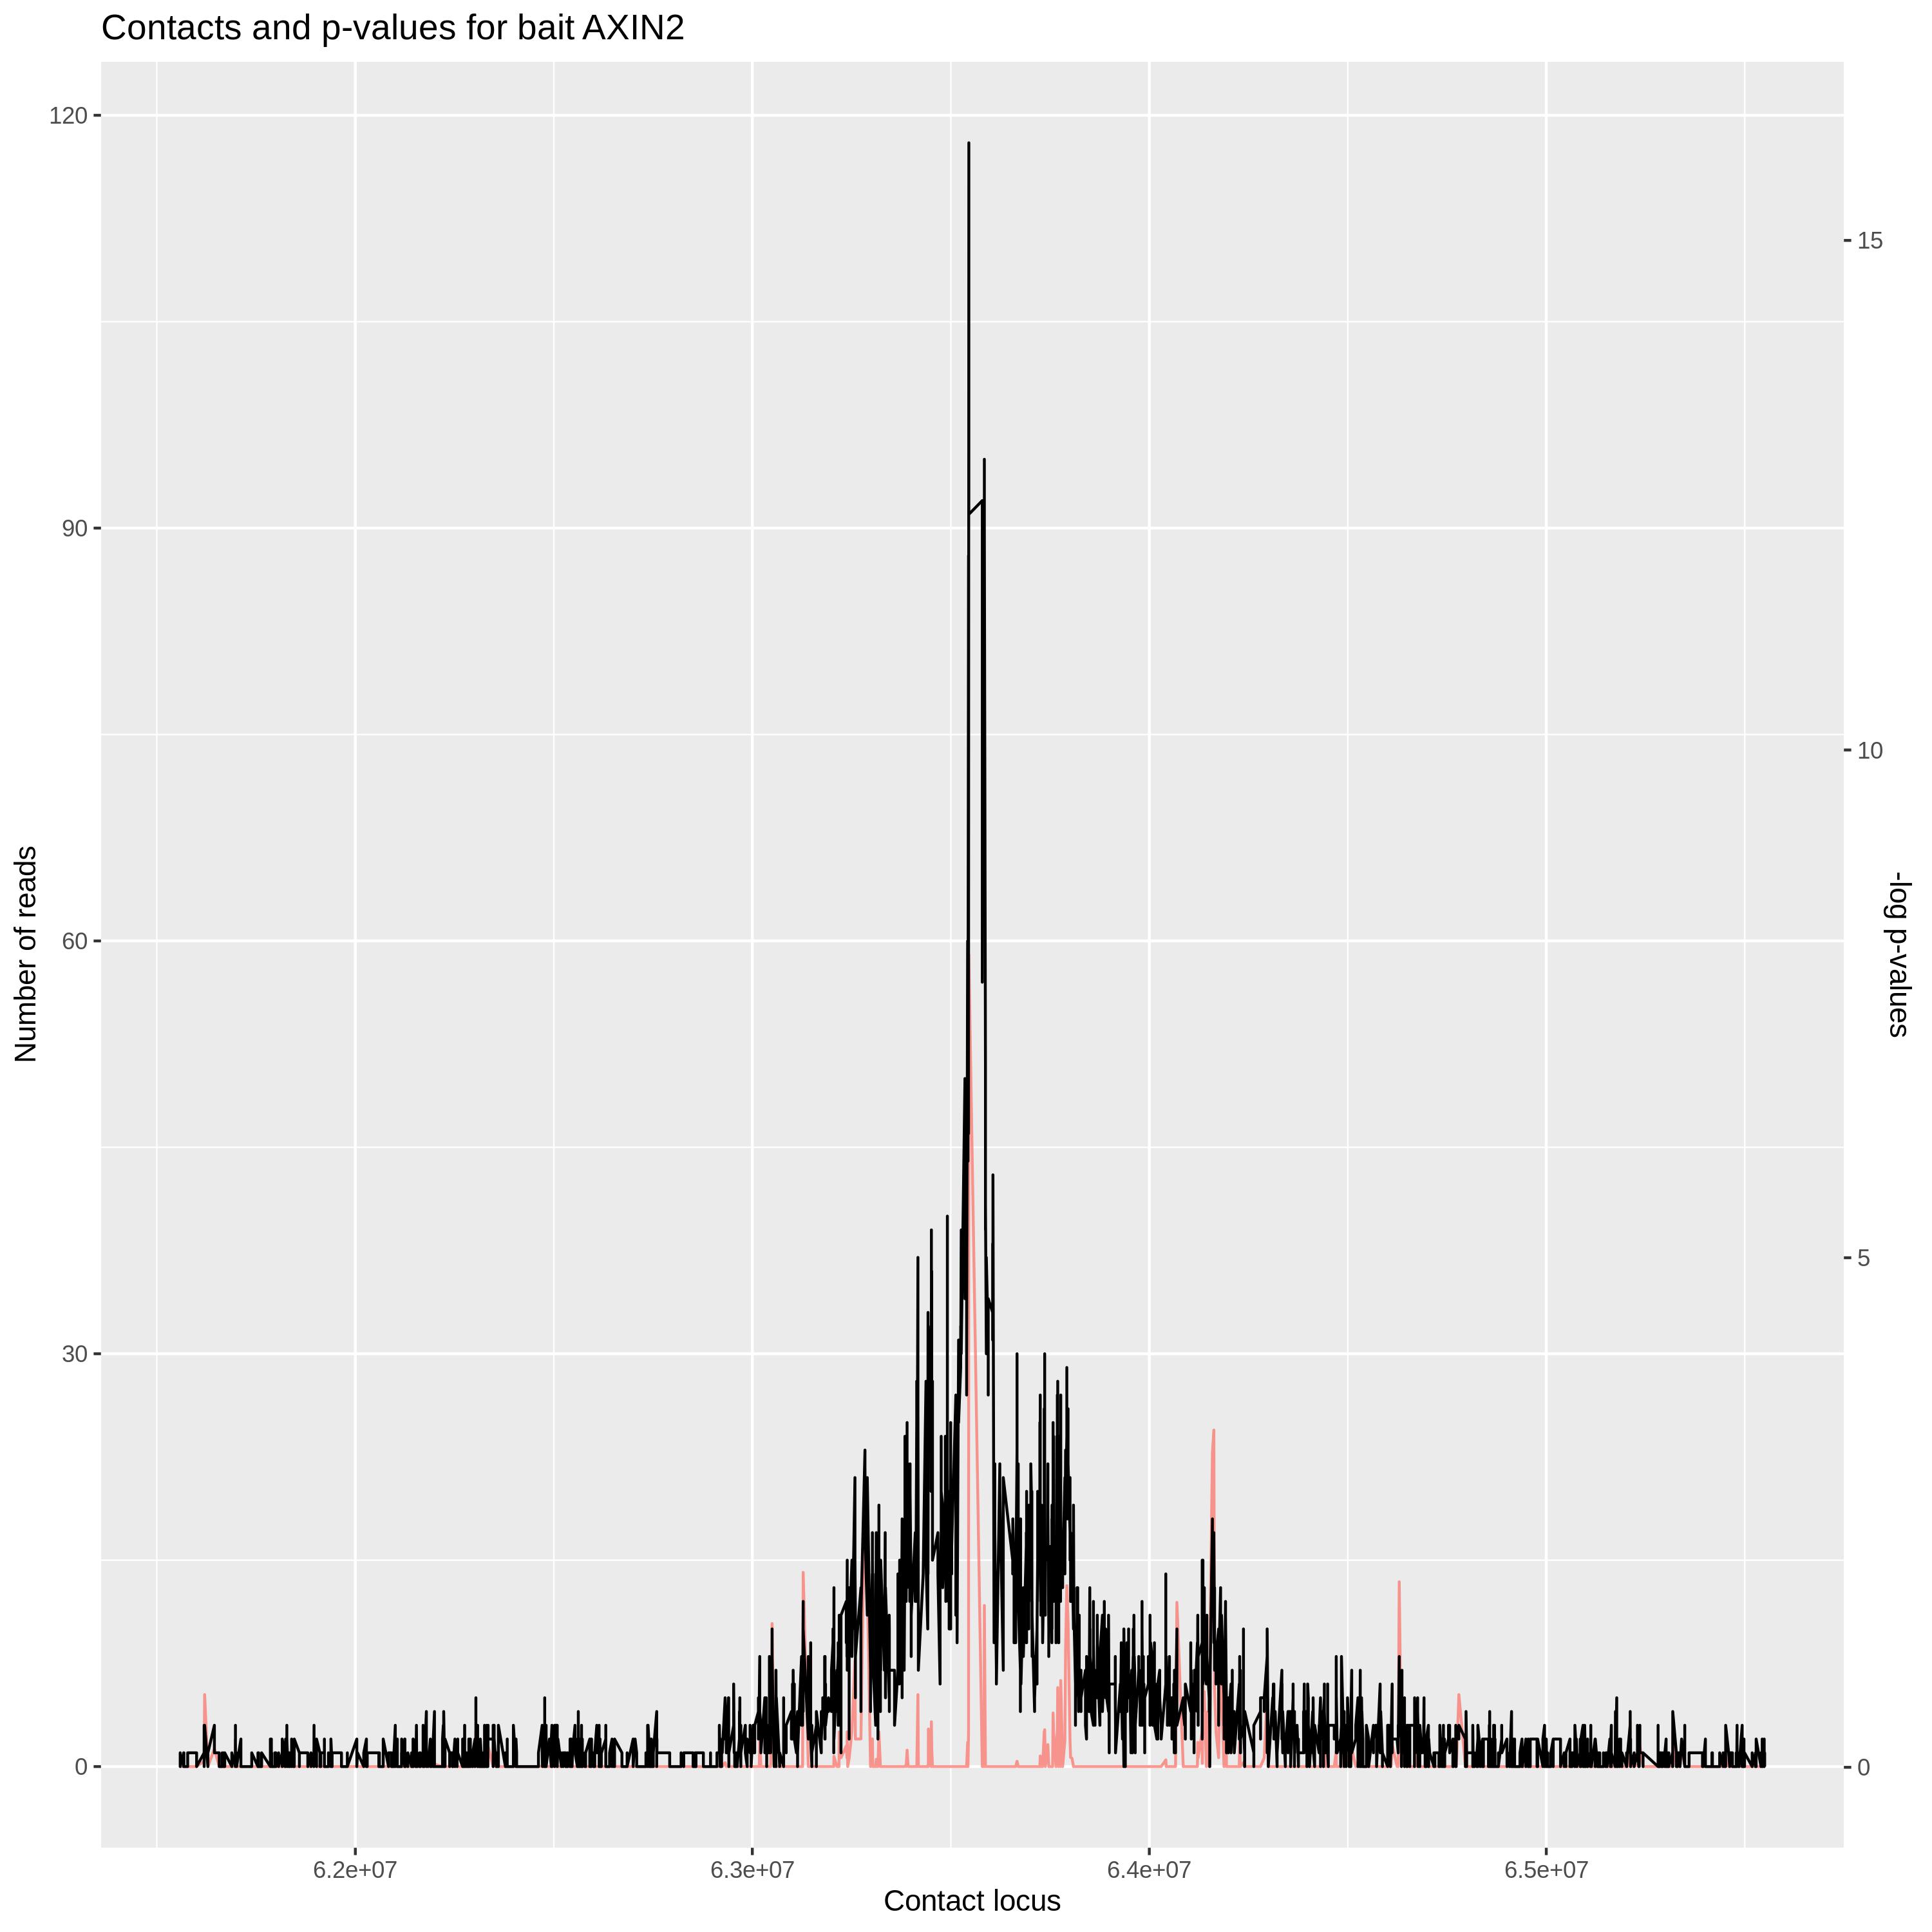 Contacts and p-values for bait AXIN2
120
90
60
30
0
Number of reads
15
10
5
0
-log p-values
6.2e+07
6.3e+07
6.4e+07
6.5e+07
Contact locus